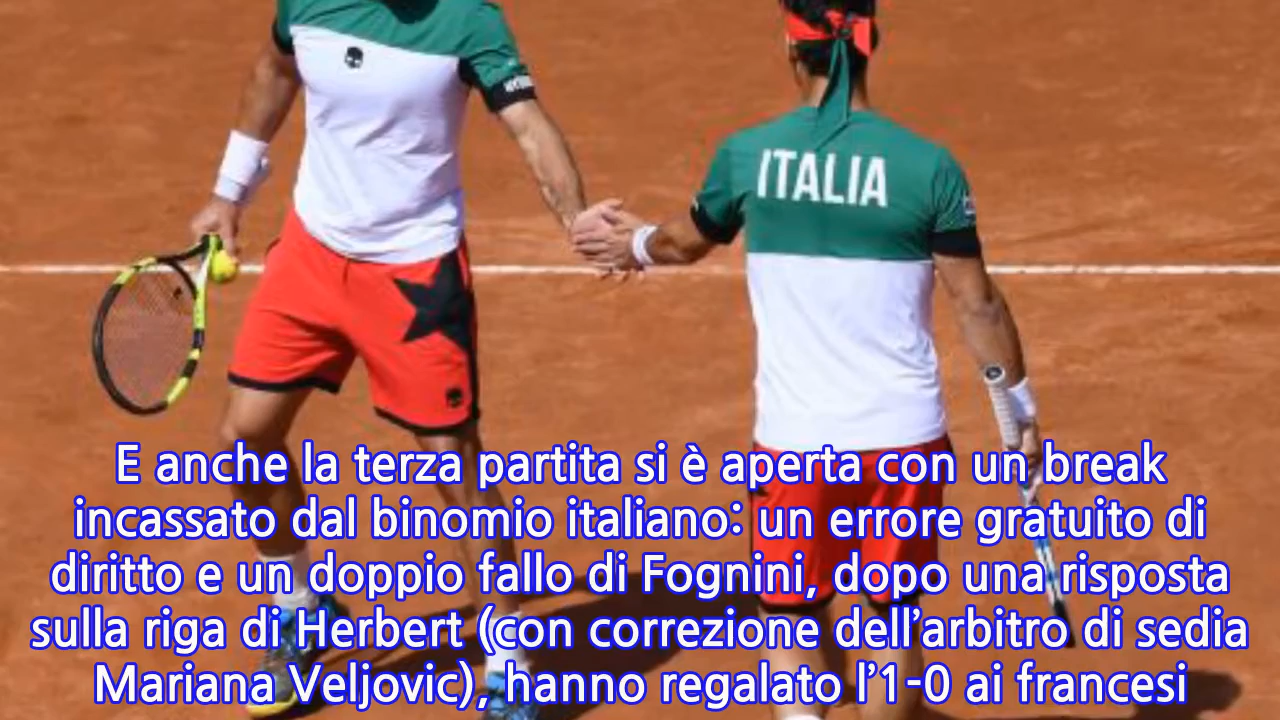 ITALIA
E anche la terza partita si è aperta con un break
incassato dal binomio italiano: un errore gratuito di
diritto e un doppio fallo di Fognini, dopo una risposta
sulla riga di Herbert (con correzione dell’arbitro di sedia
Mariana Veljovic), hanno regalato l’1-0 ai francesi